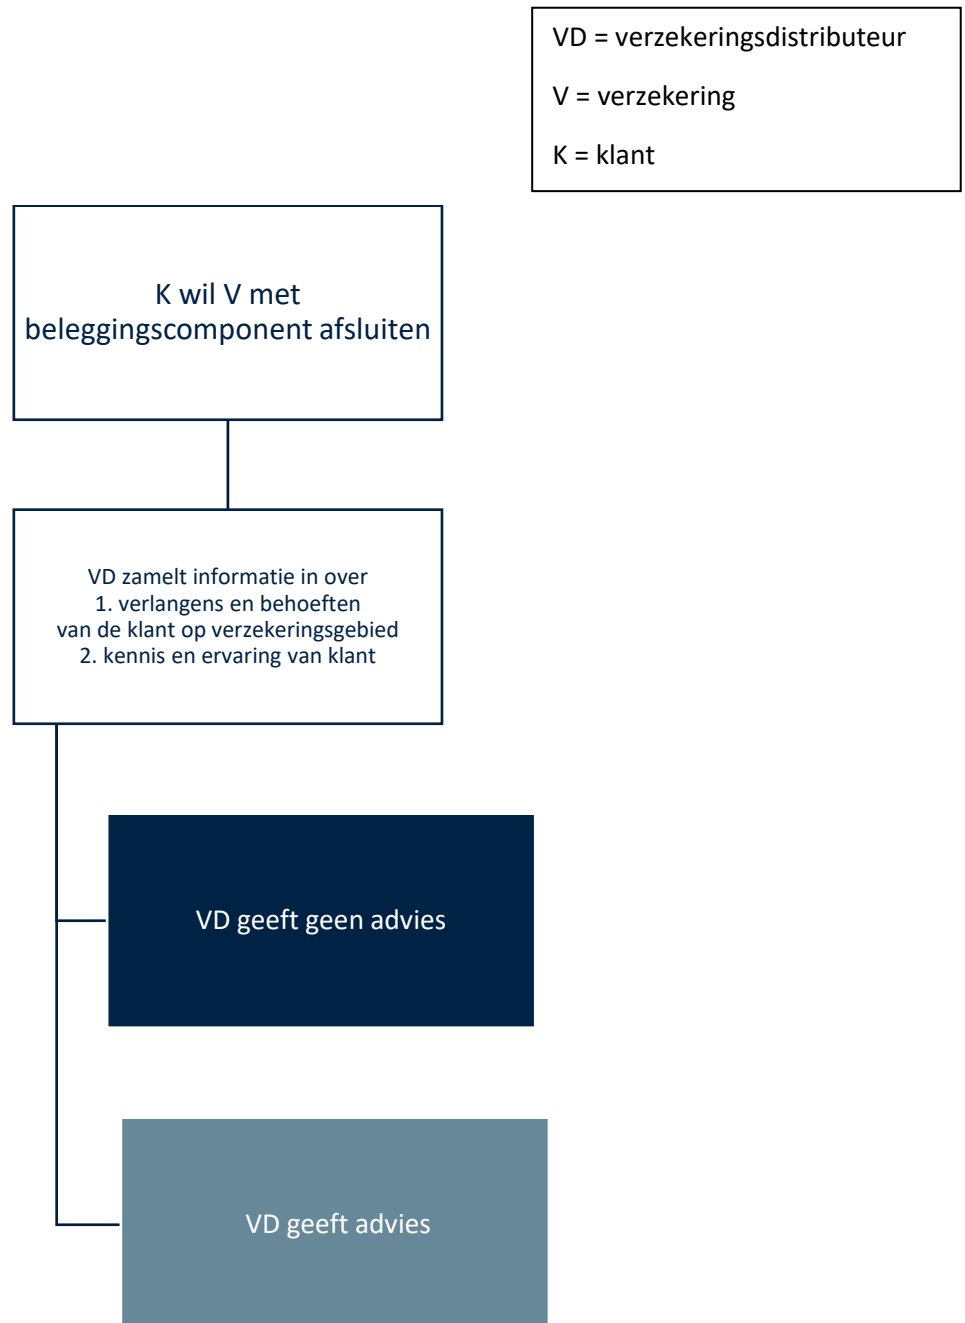 VD = verzekeringsdistributeur
V = verzekering
K = klant
K wil V met
beleggingscomponent afsluiten
VD zamelt informatie in over
1. verlangens en behoeften
van de klant op verzekeringsgebied
2. kennis en ervaring van klant
VD geeft geen advies
VD geeft advies